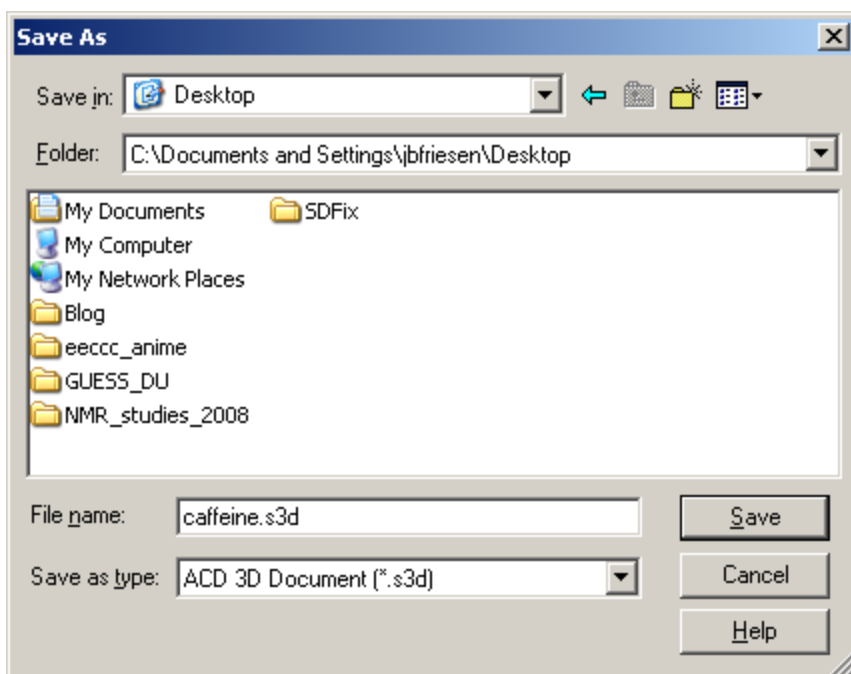 Save As
Save in: Desktop
Folder: C:\Documents and Settings\jbfriesen\Desktop
My Documents SDFix
My Computer
My Network Places
Blog
eeccc_anime
GUESS_DU
NMR_studies_2008
File name: caffeine.s3d Save
Save as type: ACD 3D Document (*.s3d) Cancel
Help